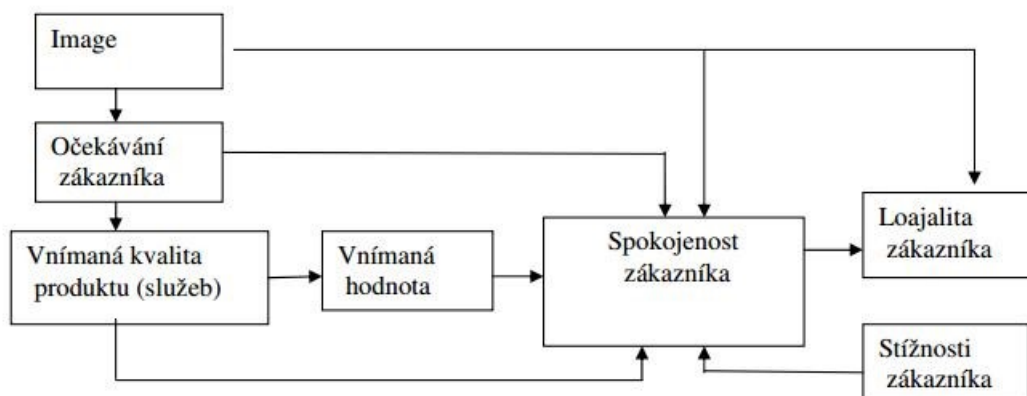 Image
Očekávání
zákazníka
Vnímaná kvalita
produktu (služeb)
Vnímaná
hodnota
Spokojenost
zákazníka
Loajalita
zákazníka
Stížnosti
zákazníka